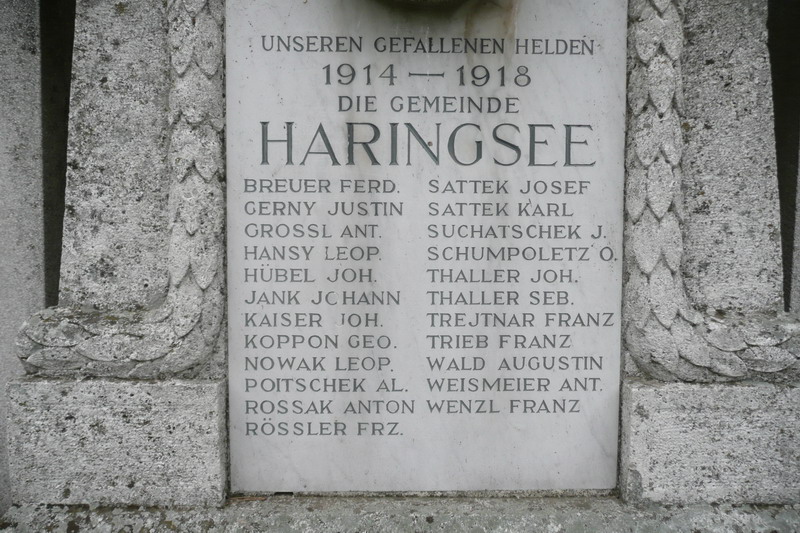 UNSEREN GEFALLENEN HELDEN
1914 — 1918
DIE GEMEINDE
HARINGSEE
BREUER FERD.
GERNY JUSTIN
GROSSL ANT.
HANSY LEOP.
HÜBEL JOH.
JANK JOHANN
KAISER JOH.
KOPPON GEO.
NOWAK LEOP.
POITSCHEK AL.
ROSSAK ANTON
RÖSSLER FRZ.
SATTEK JOSEF
SATTEK KARL
SUCHATSCHEK J.
SCHUMPOLETZ O.
THALLER JOH.
THALLER SEB.
TREJTNAR FRANZ
TRIEB FRANZ
WALD AUGUSTIN
WEISMEIER ANT.
WENZL FRANZ